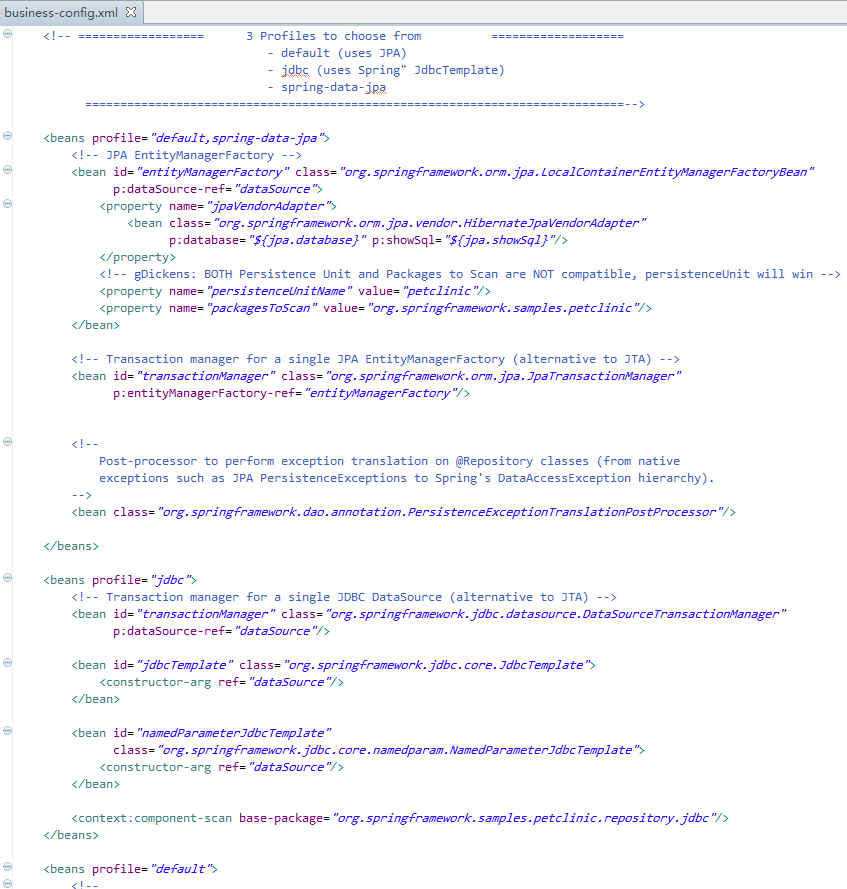 business-config.xml
<!-- ================== 3 Profiles to choose from ===================
- default (uses JPA)
- jdbc (uses Spring" JdbcTemplate)
- spring-data-jpa
=============================================================================-->
<beans profile="default,spring-data-jpa">
<!-- JPA EntityManagerFactory -->
<bean id="entityManagerFactory" class="org.springframework.orm.jpa.LocalContainerEntityManagerFactoryBean"
p:dataSource-ref="dataSource">
<property name="jpaVendorAdapter">
<bean class="org.springframework.orm.jpa.vendor.HibernateJpaVendorAdapter"
p:database="${jpa.database}" p:showSql="${jpa.showSql}"/>
</property>
<!-- gDickens: BOTH Persistence Unit and Packages to Scan are NOT compatible, persistenceUnit will win -->
<property name="persistenceUnitName" value="petclinic"/>
<property name="packagesToScan" value="org.springframework.samples.petclinic"/>
</bean>
<!-- Transaction manager for a single JPA EntityManagerFactory (alternative to JTA) -->
<bean id="transactionManager" class="org.springframework.orm.jpa.JpaTransactionManager"
p:entityManagerFactory-ref="entityManagerFactory"/>
<!--
Post-processor to perform exception translation on @Repository classes (from native
exceptions such as JPA PersistenceExceptions to Spring's DataAccessException hierarchy).
-->
<bean class="org.springframework.dao.annotation.PersistenceExceptionTranslationPostProcessor"/>
</beans>
<beans profile="jdbc">
<!-- Transaction manager for a single JDBC DataSource (alternative to JTA) -->
<bean id="transactionManager" class="org.springframework.jdbc.datasource.DataSourceTransactionManager"
p:dataSource-ref="dataSource"/>
<bean id="jdbcTemplate" class="org.springframework.jdbc.core.JdbcTemplate">
<constructor-arg ref="dataSource"/>
</bean>
<bean id="namedParameterJdbcTemplate"
class="org.springframework.jdbc.core.namedparam.NamedParameterJdbcTemplate">
<constructor-arg ref="dataSource"/>
</bean>
<context:component-scan base-package="org.springframework.samples.petclinic.repository.jdbc"/>
</beans>
<beans profile="default">
<!--